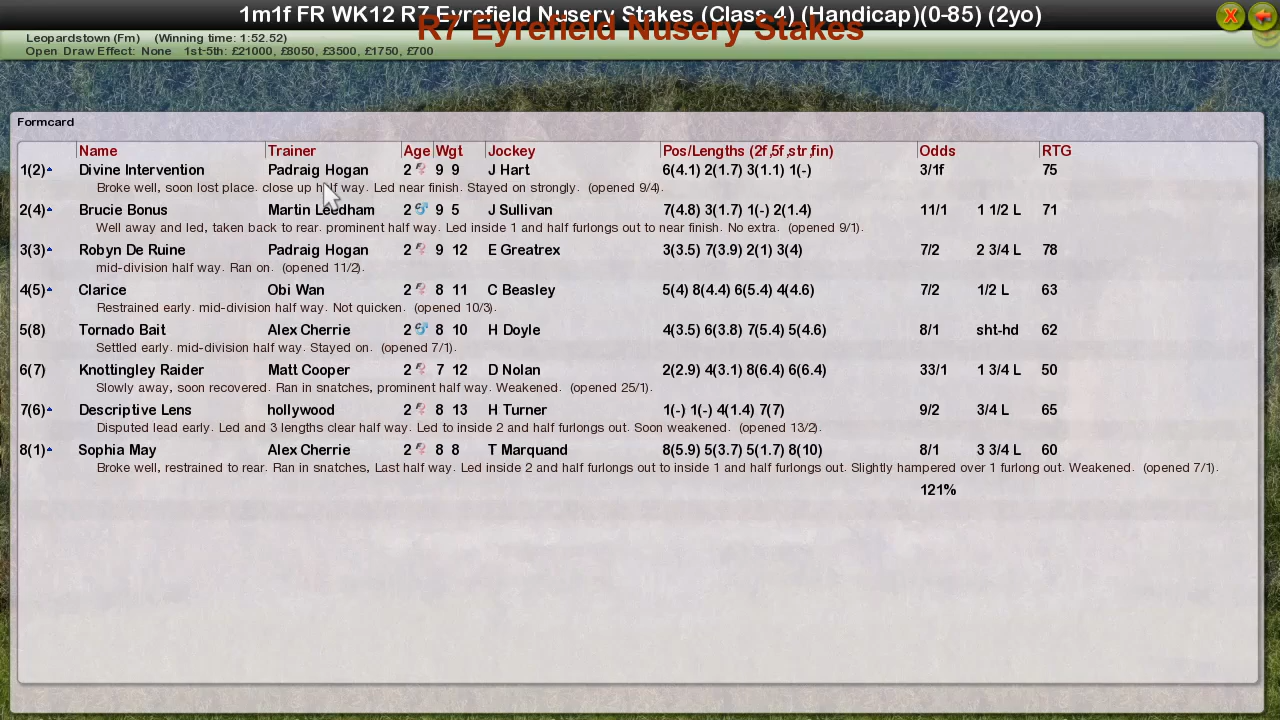 1m1f FR WK12 R7 Eyrefield Nusery Stakes (Class 4) (Handicap)(0-85) (2yo)
R7 Eyrefield Nusery Stakes
Leopardstown (Fm) (Winning time: 1:52.52)
Open Draw Effect: None 1st-5th: £21000, £8050, £3500, £1750, £700
Formcard
Name Trainer Age Wgt Jockey Pos/Lengths (2f,5f,str,fin) Odds RTG
1(2) Divine Intervention Padraig Hogan 2 9 9 J Hart 6(4.1) 2(1.7) 3(1.1) 1(-) 3/1f 75
Broke well, soon lost place. close up half way. Led near finish. Stayed on strongly. (opened 9/4).
2(4) Brucie Bonus Martin Leedham 2 9 5 J Sullivan 7(4.8) 3(1.7) 1(-) 2(1.4) 11/1 1 1/2 L 71
Well away and led, taken back to rear. prominent half way. Led inside 1 and half furlongs out to near finish. No extra. (opened 9/1).
3(3) Robyn De Ruine Padraig Hogan 2 9 12 E Greatrex 3(3.5) 7(3.9) 2(1) 3(4) 7/2 2 3/4 L 78
mid-division half way. Ran on. (opened 11/2).
4(5) Clarice Obi Wan 2 8 11 C Beasley 5(4) 8(4.4) 6(5.4) 4(4.6) 7/2 1/2 L 63
Restrained early. mid-division half way. Not quicken. (opened 10/3).
5(8) Tornado Bait Alex Cherrie 2 8 10 H Doyle 4(3.5) 6(3.8) 7(5.4) 5(4.6) 8/1 sht-hd 62
Settled early. mid-division half way. Stayed on. (opened 7/1).
6(7) Knottingley Raider Matt Cooper 2 7 12 D Nolan 2(2.9) 4(3.1) 8(6.4) 6(6.4) 33/1 1 3/4 L 50
Slowly away, soon recovered. Ran in snatches, prominent half way. Weakened. (opened 25/1).
7(6) Descriptive Lens hollywood 2 8 13 H Turner 1(-) 1(-) 4(1.4) 7(7) 9/2 3/4 L 65
Disputed lead early. Led and 3 lengths clear half way. Led to inside 2 and half furlongs out. Soon weakened. (opened 13/2).
8(1) Sophia May Alex Cherrie 2 8 8 T Marquand 8(5.9) 5(3.7) 5(1.7) 8(10) 8/1 3 3/4 L 60
Broke well, restrained to rear. Ran in snatches, Last half way. Led inside 2 and half furlongs out to inside 1 and half furlongs out. Slightly hampered over 1 furlong out. Weakened. (opened 7/1).
121%